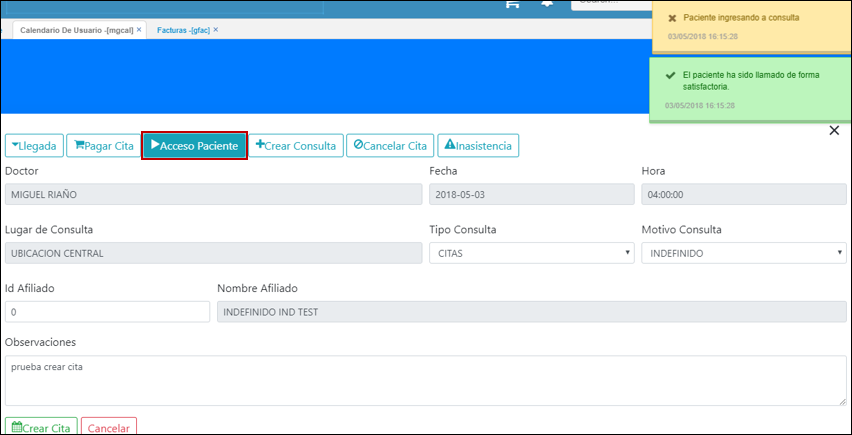 Search...
Calendario De Usuario -[mgcal] ×
Facturas -[gfac] ×
Paciente ingresando a consulta
03/05/2018 16:15:28
El paciente ha sido llamado de forma
satisfactoria.
03/05/2018 16:15:28
Llegada
Pagar Cita
Acceso Paciente
Crear Consulta
Cancelar Cita
Inasistencia
Doctor
Fecha
Hora
MIGUEL RIAÑO
2018-05-03
04:00:00
Lugar de Consulta
Tipo Consulta
Motivo Consulta
UBICACION CENTRAL
CITAS
INDEFINIDO
Id Afiliado
Nombre Afiliado
0
INDEFINIDO IND TEST
Observaciones
prueba crear cita
Crear Cita
Cancelar